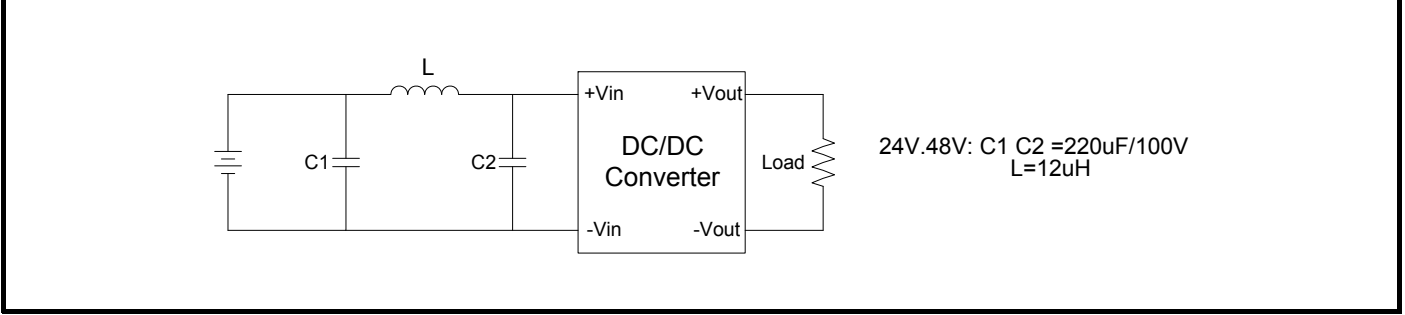 L
+Vin
+Vout
C1
C2
DC/DC
Converter
Load
-Vin
-Vout
24V.48V: C1 C2 =220uF/100V
L=12uH